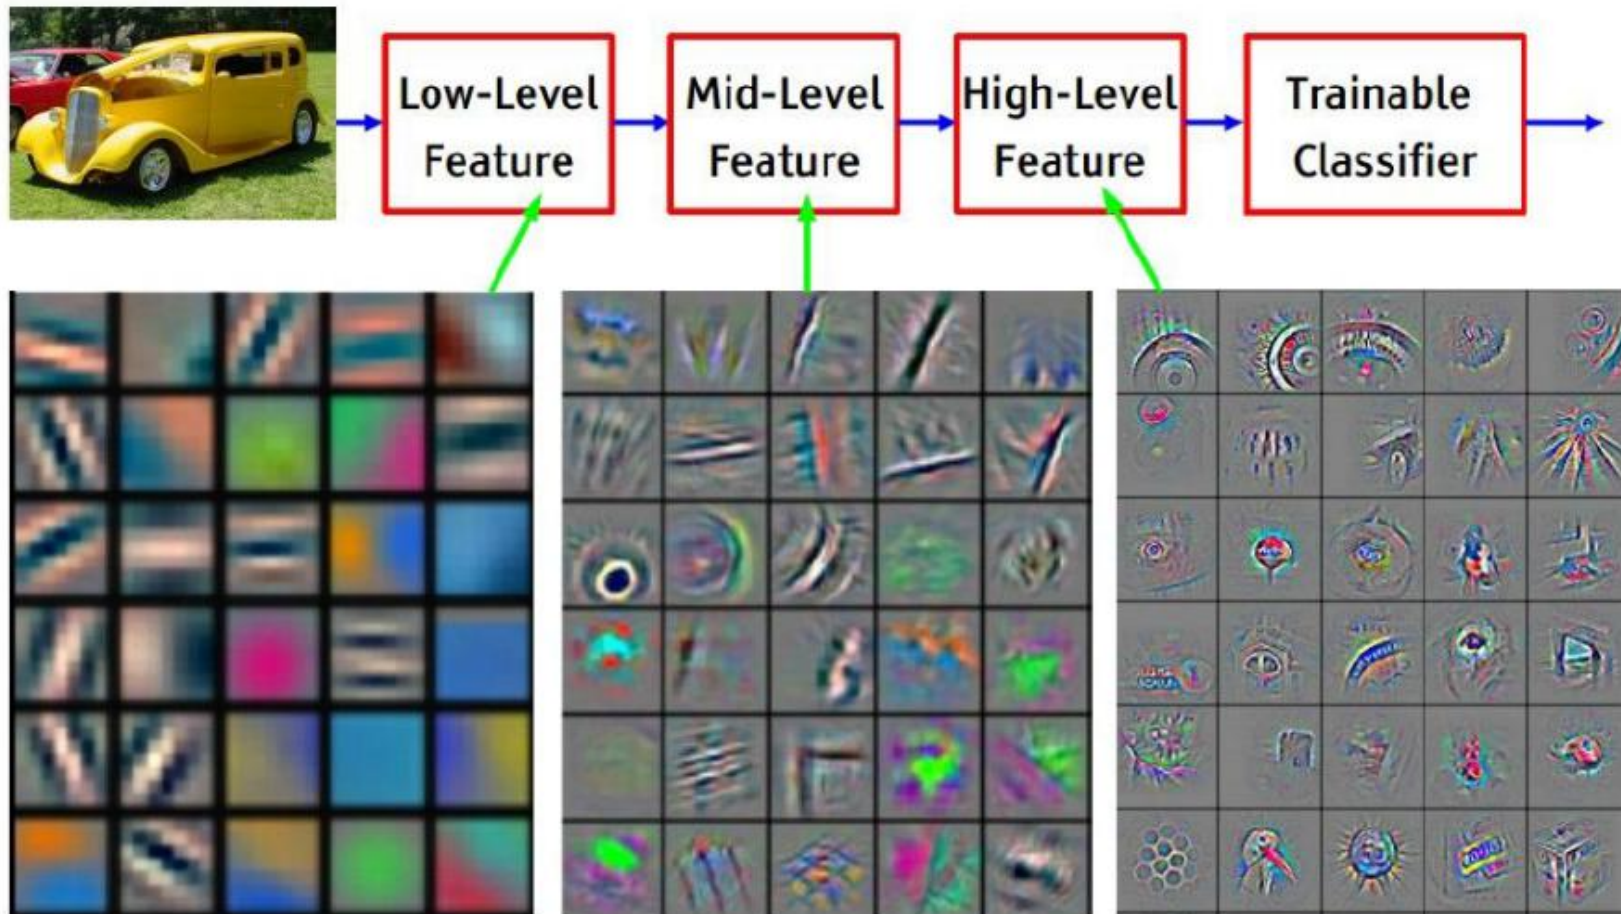 Low-Level
Feature
Mid-Level
Feature
High-Level
Feature
Trainable
Classifier